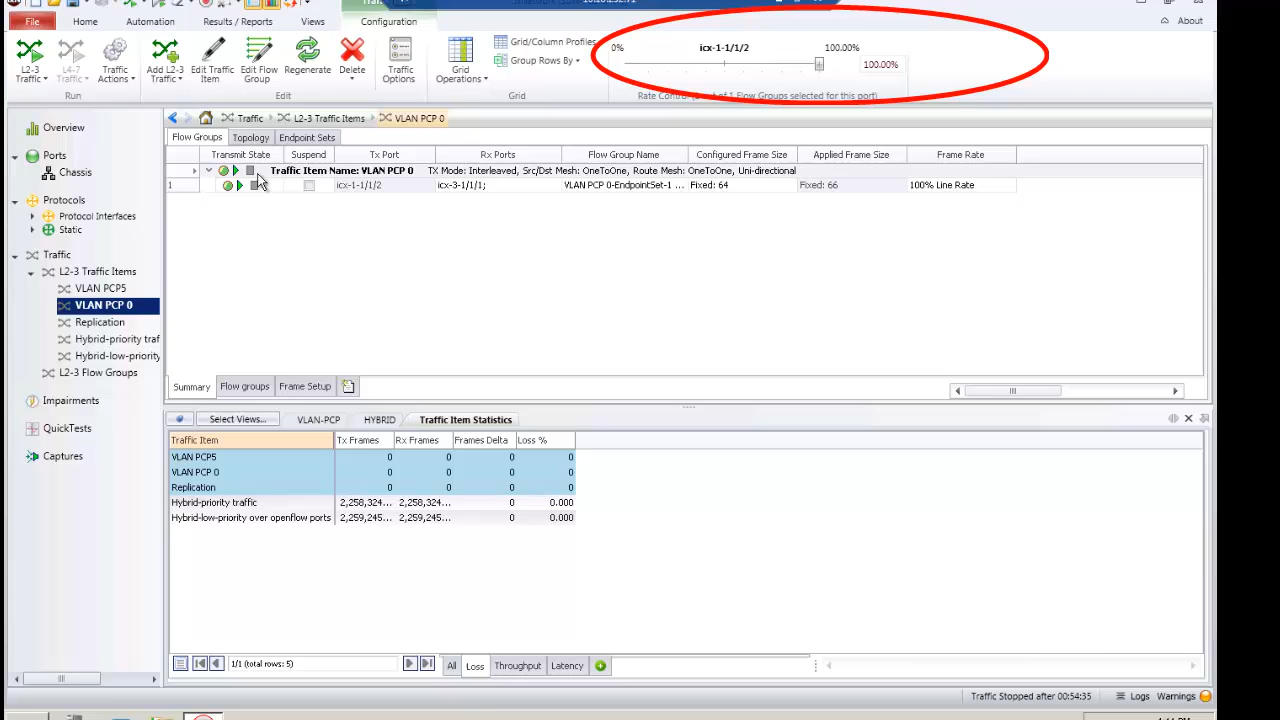 File Home Automation Results / Reports Views Configuration About
L2-3 Traffic L4-7 Traffic Traffic Actions Add L2-3 Traffic Edit Traffic Item Edit Flow Group Regenerate Delete Traffic Options Grid Operations
Grid/Column Profiles
Group Rows By
0% icx-1-1/1/2 100.00%
100.00%
Run Edit Grid Rate Control 1 Flow Groups selected for this port)
Overview
Ports
Chassis
Protocols
Protocol Interfaces
Static
Traffic
L2-3 Traffic Items
VLAN PCP5
VLAN PCP 0
Replication
Hybrid-priority traf
Hybrid-low-priority
L2-3 Flow Groups
Impairments
QuickTests
Captures
Traffic L2-3 Traffic Items VLAN PCP 0
Flow Groups Topology Endpoint Sets
Transmit State Suspend Tx Port Rx Ports Flow Group Name Configured Frame Size Applied Frame Size Frame Rate
Traffic Item Name: VLAN PCP 0 TX Mode: Interleaved, Src/Dst Mesh: OneToOne, Route Mesh: OneToOne, Uni-directional
1 icx-1-1/1/2 icx-3-1/1/1; VLAN PCP 0-EndpointSet-1 ... Fixed: 64 Fixed: 66 100% Line Rate
Summary Flow groups Frame Setup
Select Views... VLAN-PCP HYBRID Traffic Item Statistics
Traffic Item Tx Frames Rx Frames Frames Delta Loss %
VLAN PCP5 0 0 0 0
VLAN PCP 0 0 0 0 0
Replication 0 0 0 0
Hybrid-priority traffic 2,258,324... 2,258,324... 0 0.000
Hybrid-low-priority over openflow ports 2,259,245... 2,259,245... 0 0.000
1/1 (total rows: 5) All Loss Throughput Latency
Traffic Stopped after 00:54:35 Logs Warnings